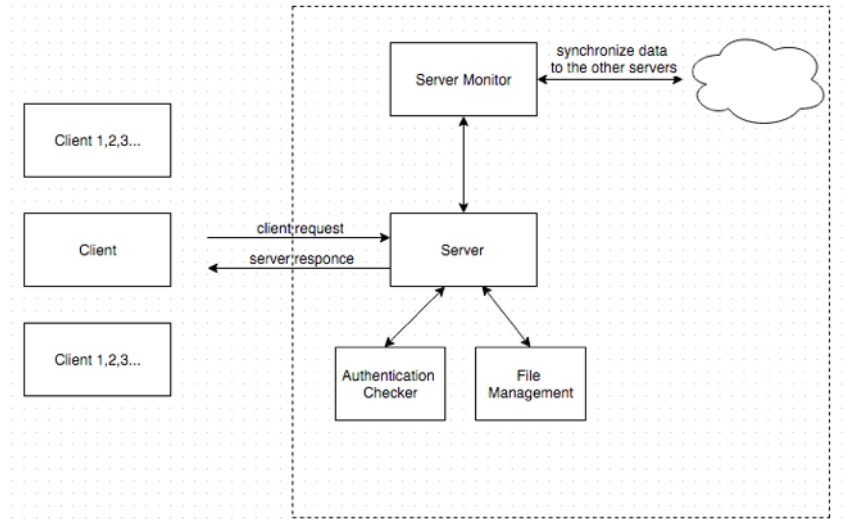 synchronize data
to the other servers
Server Monitor
Client 1,2,3...
client request
Client
Server
server responce
Client 1,2,3...
Authentication
Checker
File
Management